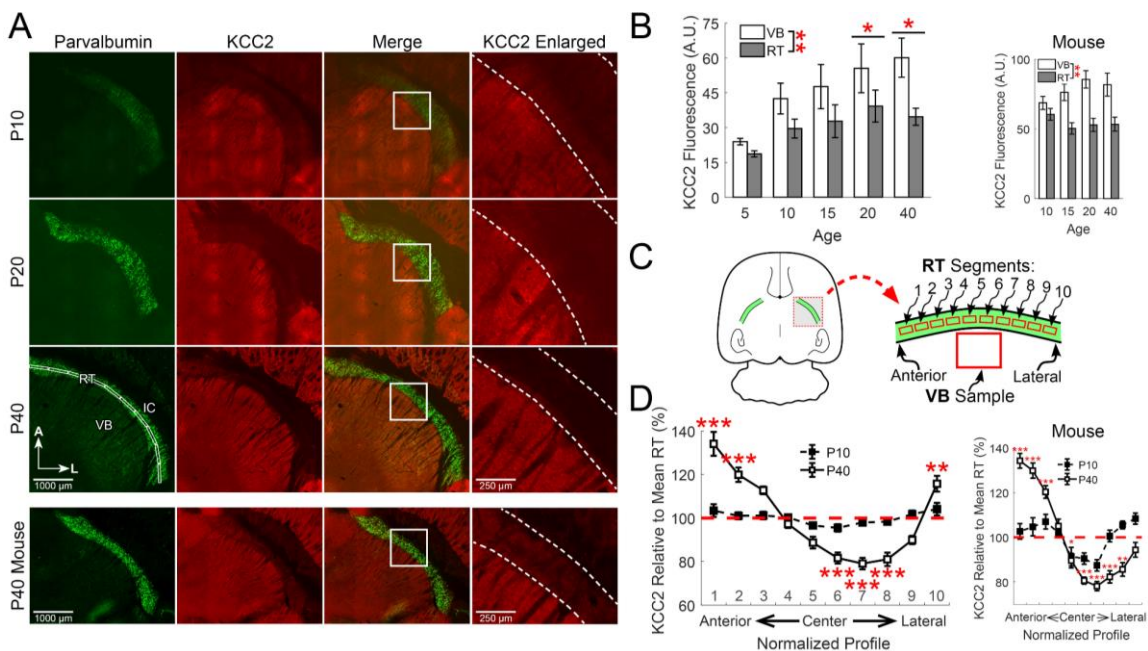 A
Parvalbumin KCC2 Merge KCC2 Enlarged
P10
P20
P40
RT
IC
VB
A
L
1000 µm
250 µm
P40 Mouse
1000 µm
250 µm
B
KCC2 Fluorescence (A.U.)
75
60
45
30
15
VB
RT
**
*
*
5 10 15 20 40
Age
Mouse
KCC2 Fluorescence (A.U.)
100
50
0
VB
RT
**
10 15 20 40
Age
C
RT Segments:
1 2 3 4 5 6 7 8 9 10
Anterior
Lateral
VB Sample
D
KCC2 Relative to Mean RT (%)
140
120
100
80
60
***
***
**
P10
P40
***
***
***
1 2 3 4 5 6 7 8 9 10
Anterior Center Lateral
Normalized Profile
Mouse
KCC2 Relative to Mean RT (%)
140
120
100
80
***
***
***
P10
P40
*
**
***
***
**
Anterior Center Lateral
Normalized Profile